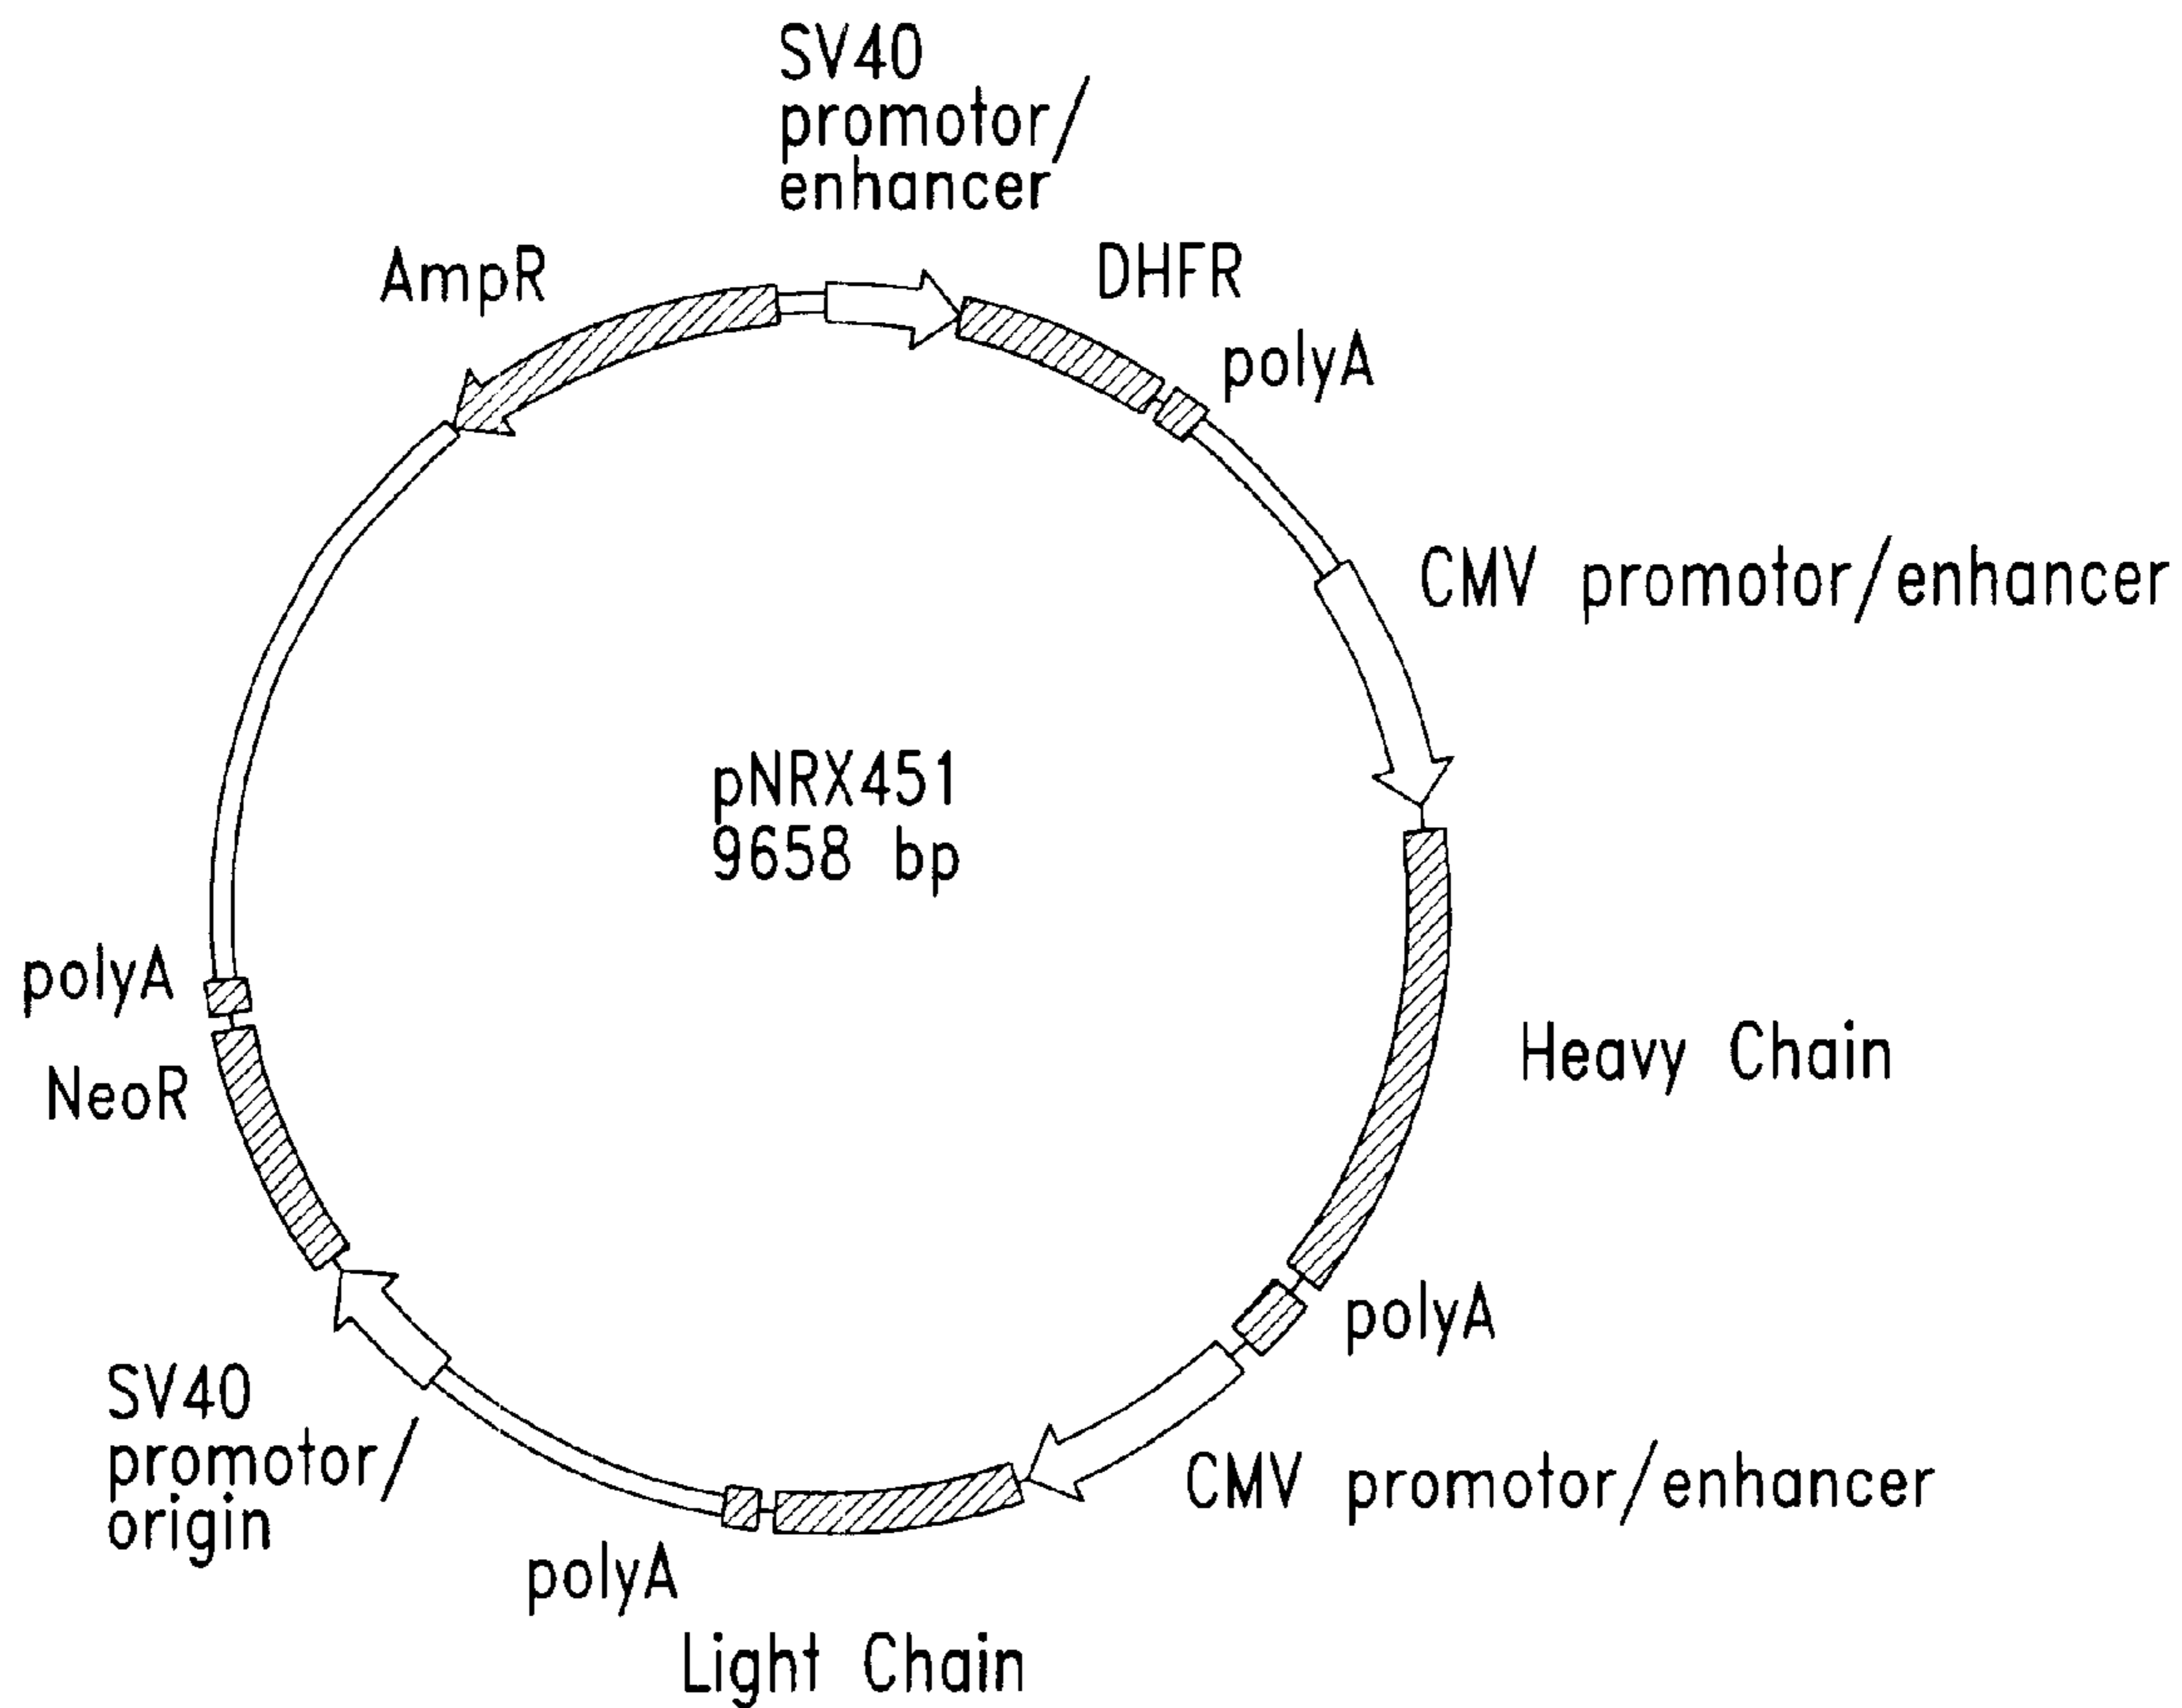 SV40
promotor/
enhancer
AmpR
DHFR
polyA
CMV promotor/enhancer
pNRX451
9658 bp
polyA
Heavy Chain
NeoR
polyA
SV40
promotor/
origin
CMV promotor/enhancer
polyA
Light Chain